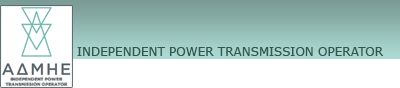 ΑΔΜΗΕ
INDEPENDENT POWER
TRANSMISSION OPERATOR
INDEPENDENT POWER TRANSMISSION OPERATOR